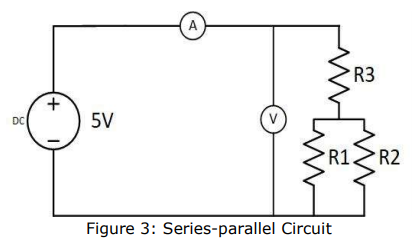 A
R3
DC
+
5V
V
−
R1
R2
Figure 3: Series-parallel Circuit